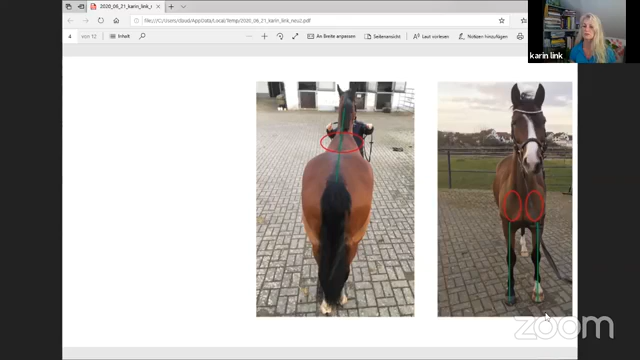 2020_06_21_karin_link_r
file:///C:/Users/
AppData/Local/Temp/2020_06_21_karin_link_neu2.pdf
4 von 12
Inhalt
An Breite anpassen
Seitenansicht
Laut vorlesen
Notizen hinzufügen
karin link
zoom